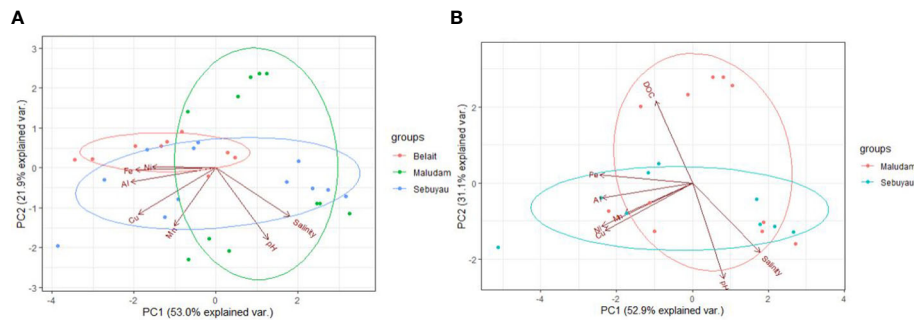 A
B
3
2
1
0
-1
-2
-3
-4
-2
0
2
PC2 (21.9% explained var.)
PC1 (53.0% explained var.)
Fe
Ni
Al
Cu
Mn
pH
Salinity
groups
Belait
Maludam
Sebuyau
2
0
-2
-4
-2
0
2
4
PC2 (31.1% explained var.)
PC1 (52.9% explained var.)
DOC
Fe
Al
Mn
Ni
Cu
pH
Salinity
groups
Maludam
Sebuyau